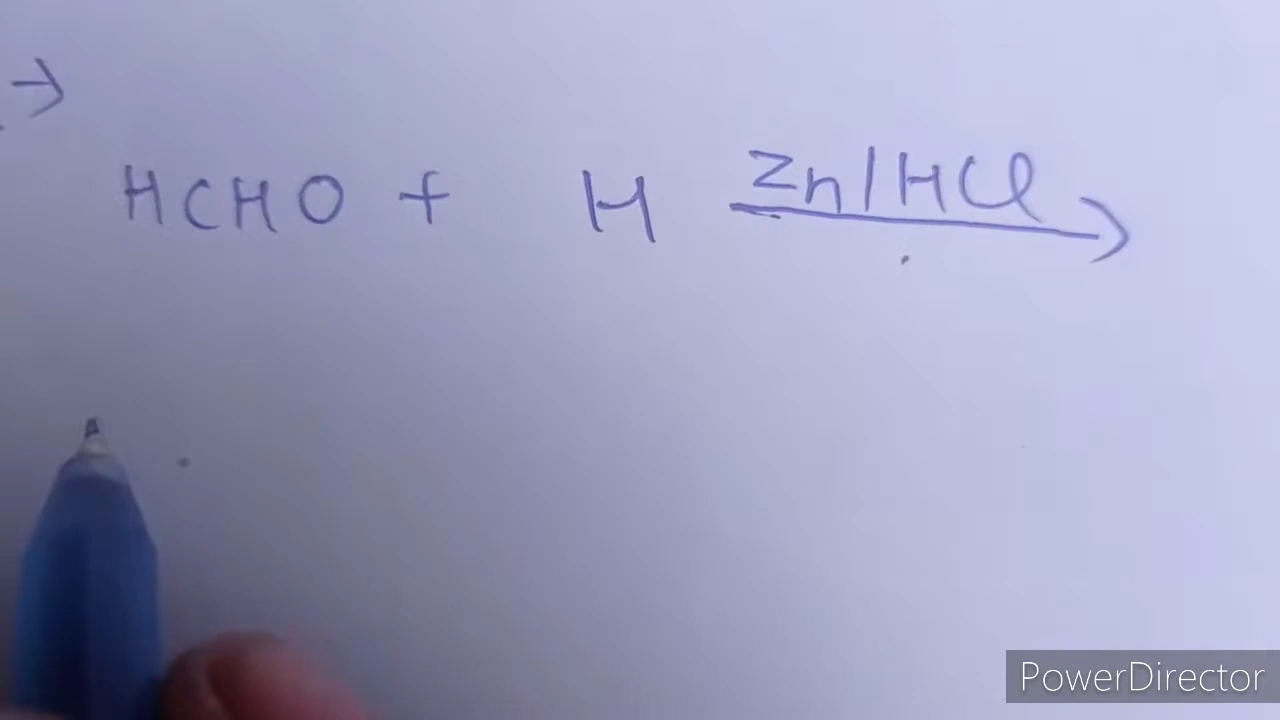 →
HCHO + H Zn/HCl →
PowerDirector